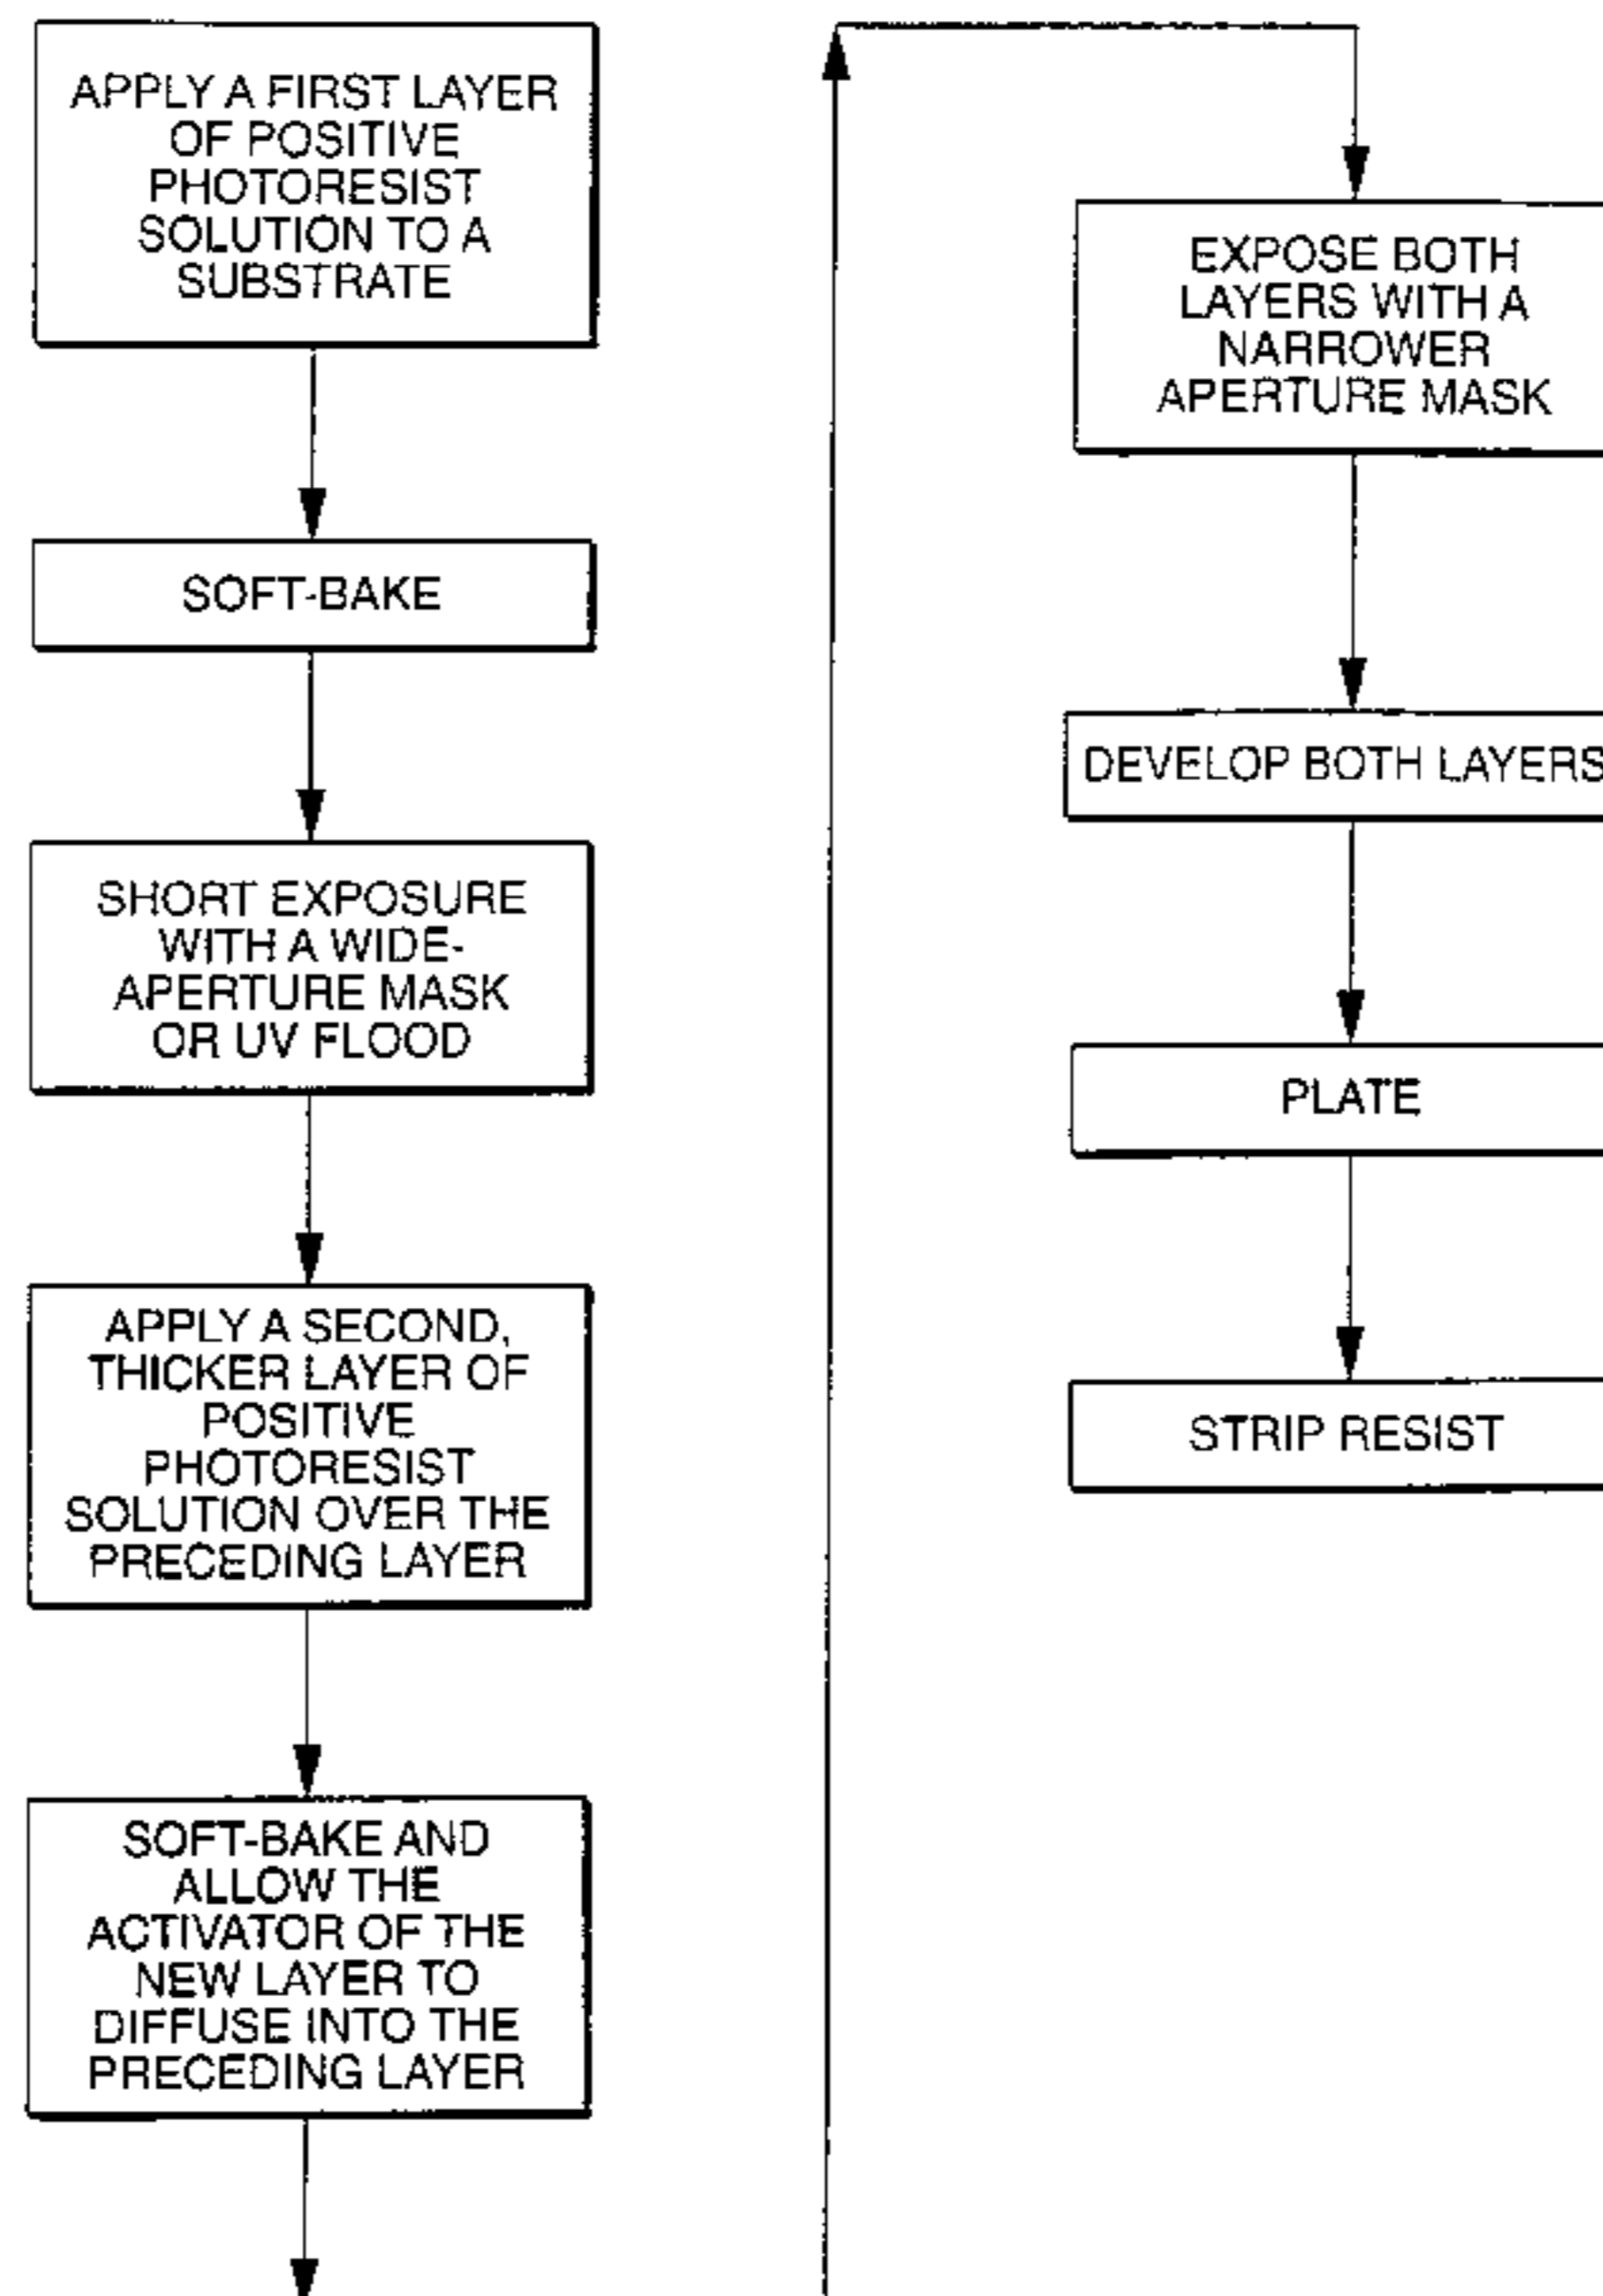 APPLY A FIRST LAYER
OF POSITIVE
PHOTORESIST
SOLUTION TO A
SUBSTRATE
SOFT-BAKE
SHORT EXPOSURE
WITH A WIDE-
APERTURE MASK
OR UV FLOOD
APPLY A SECOND,
THICKER LAYER OF
POSITIVE
PHOTORESIST
SOLUTION OVER THE
PRECEDING LAYER
SOFT-BAKE AND
ALLOW THE
ACTIVATOR OF THE
NEW LAYER TO
DIFFUSE INTO THE
PRECEDING LAYER
EXPOSE BOTH
LAYERS WITH A
NARROWER
APERTURE MASK
DEVELOP BOTH LAYERS
PLATE
STRIP RESIST